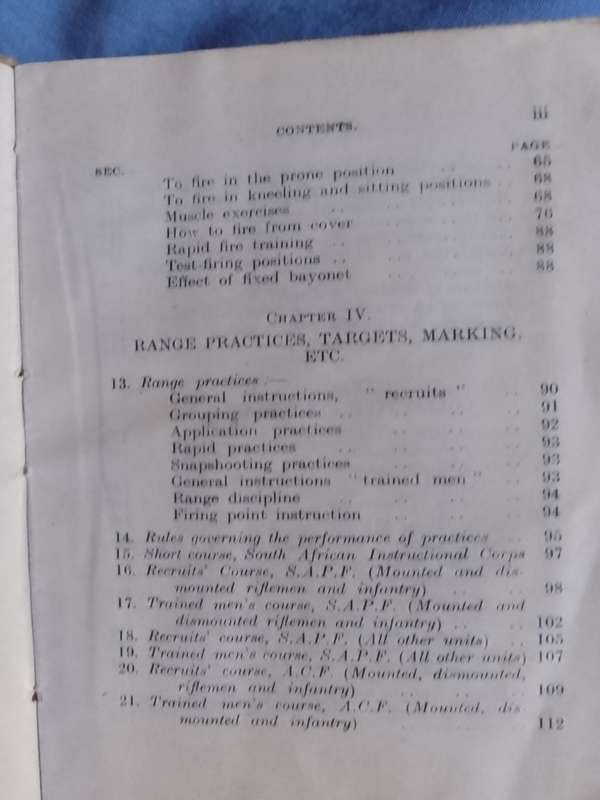 iii
CONTENTS.
SEC. PAGE
To fire in the prone position .. .. 65
To fire in kneeling and sitting positions .. 68
Muscle exercises .. .. .. .. 68
How to fire from cover .. .. .. 76
Rapid fire training .. .. .. .. 88
Test-firing positions .. .. .. .. 88
Effect of fixed bayonet .. .. .. 88
CHAPTER IV.
RANGE PRACTICES, TARGETS, MARKING,
ETC.
13. Range practices :—
General instructions, "recruits" .. 90
Grouping practices .. .. .. 91
Application practices .. .. .. 92
Rapid practices .. .. .. 93
Snapshooting practices .. .. 93
General instructions "trained men" .. 93
Range discipline .. .. .. 94
Firing point instruction .. .. 94
14. Rules governing the performance of practices .. 95
15. Short course, South African Instructional Corps 97
16. Recruits' Course, S.A.P.F. (Mounted and dis-
mounted riflemen and infantry) .. .. 98
17. Trained men's course, S.A.P.F. (Mounted and
dismounted riflemen and infantry) .. .. 102
18. Recruits' course, S.A.P.F. (All other units) .. 105
19. Trained men's course, S.A.P.F. (All other units) 107
20. Recruits' course, A.C.F. (Mounted, dismounted,
riflemen and infantry) .. .. .. 109
21. Trained men's course, A.C.F. (Mounted, dis-
mounted and infantry) .. .. .. 112